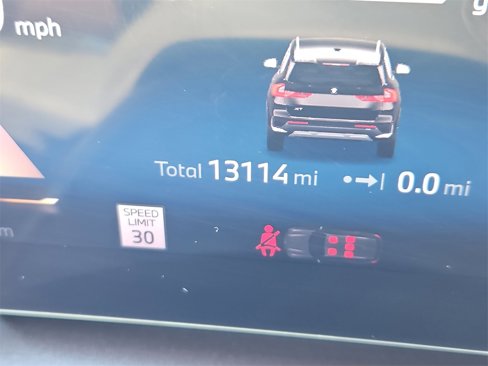 mph
Total 13114 mi 0.0 mi
SPEED
LIMIT
30